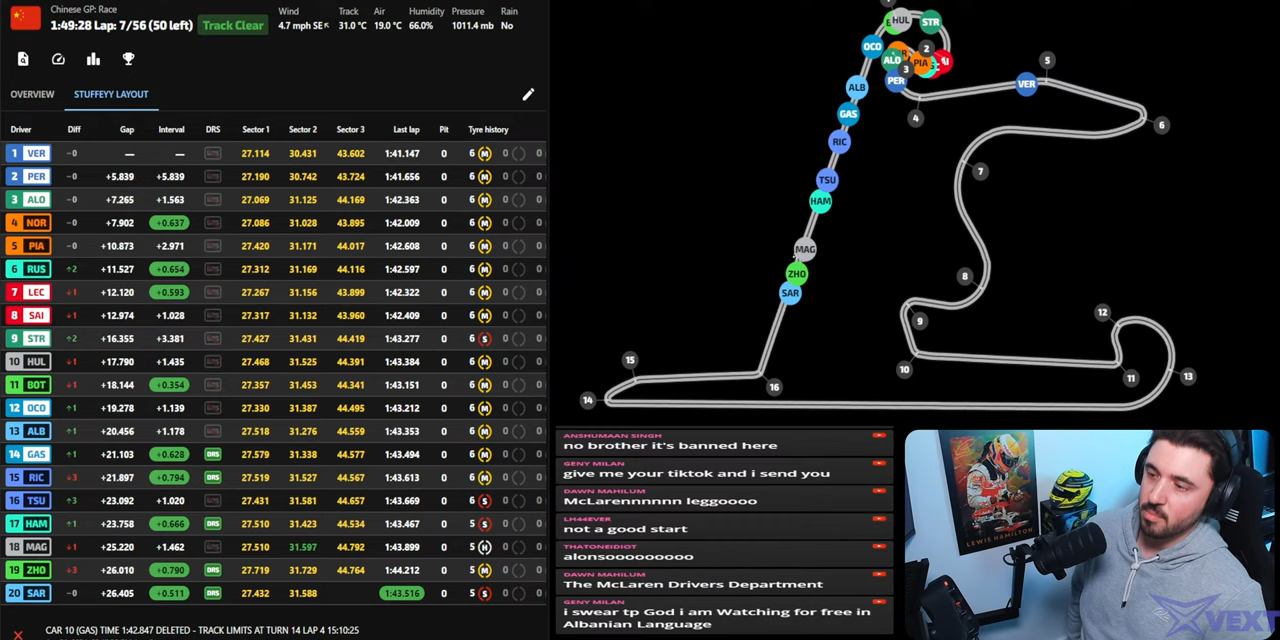 Chinese GP: Race
1:49:28 Lap: 7/56 (50 left) Track Clear
Wind 4.7 mph SE
Track 31.0 °C
Air 19.0 °C
Humidity 66.0%
Pressure 1011.4 mb
Rain No
OVERVIEW STUFFEYY LAYOUT
Driver Diff Gap Interval DRS Sector 1 Sector 2 Sector 3 Last lap Pit Tyre history
1 VER 0 — — DRS 27.114 30.431 43.602 1:41.147 0 6 M 0 0
2 PER 0 +5.839 +5.839 DRS 27.190 30.742 43.724 1:41.656 0 6 M 0 0
3 ALO 0 +7.265 +1.563 DRS 27.069 31.125 44.169 1:42.363 0 6 M 0 0
4 NOR 0 +7.902 +0.637 DRS 27.086 31.028 43.895 1:42.009 0 6 M 0 0
5 PIA 0 +10.873 +2.971 DRS 27.420 31.171 44.017 1:42.608 0 6 M 0 0
6 RUS 2 +11.527 +0.654 DRS 27.312 31.169 44.116 1:42.597 0 6 M 0 0
7 LEC 1 +12.120 +0.593 DRS 27.267 31.156 43.899 1:42.322 0 6 M 0 0
8 SAI 1 +12.974 +1.028 DRS 27.317 31.132 43.960 1:42.409 0 6 M 0 0
9 STR 2 +16.355 +3.381 DRS 27.427 31.431 44.419 1:43.277 0 6 S 0 0
10 HUL 1 +17.790 +1.435 DRS 27.468 31.525 44.391 1:43.384 0 6 M 0 0
11 BOT 1 +18.144 +0.354 DRS 27.357 31.453 44.341 1:43.151 0 6 M 0 0
12 OCO 1 +19.278 +1.139 DRS 27.330 31.387 44.495 1:43.212 0 6 M 0 0
13 ALB 1 +20.456 +1.178 DRS 27.518 31.276 44.559 1:43.353 0 6 M 0 0
14 GAS 1 +21.103 +0.628 DRS 27.579 31.338 44.577 1:43.494 0 6 M 0 0
15 RIC 3 +21.897 +0.794 DRS 27.519 31.527 44.567 1:43.613 0 6 M 0 0
16 TSU 3 +23.092 +1.020 DRS 27.431 31.581 44.657 1:43.669 0 6 S 0 0
17 HAM 1 +23.758 +0.666 DRS 27.510 31.423 44.534 1:43.467 0 5 S 0 0
18 MAG 1 +25.220 +1.462 DRS 27.510 31.597 44.792 1:43.899 0 5 H 0 0
19 ZHO 3 +26.010 +0.790 DRS 27.719 31.729 44.764 1:44.212 0 5 M 0 0
20 SAR 0 +26.405 +0.511 DRS 27.432 31.588 1:43.516 0 5 S 0 0
CAR 10 (GAS) TIME 1:42.847 DELETED - TRACK LIMITS AT TURN 14 LAP 4 15:10:25
HUL STR
OCO 2
ALO PIA
3
PER VER 5
ALB 4 6
GAS
RIC 7
TSU
HAM
MAG
ZHO 8
SAR 9 12
15 10 11 13
16
14
ANSHUMAAN SINGH
no brother it's banned here
GENY MILAN
give me your tiktok and i send you
DAWN MAHILUM
McLarennnnnn leggoooo
LH44EVER
not a good start
THATONEIDIOT
alonsooooooooo
DAWN MAHILUM
The McLaren Drivers Department
GENY MILAN
i swear tp God i am Watching for free in
Albanian Language
LEWIS HAMILTON
VEXT